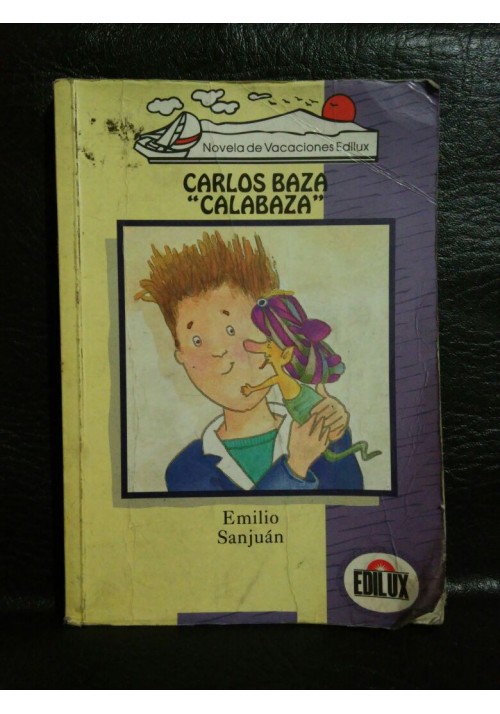 Novela de Vacaciones Edilux
CARLOS BAZA
"CALABAZA"
Emilio
Sanjuán
EDILUX